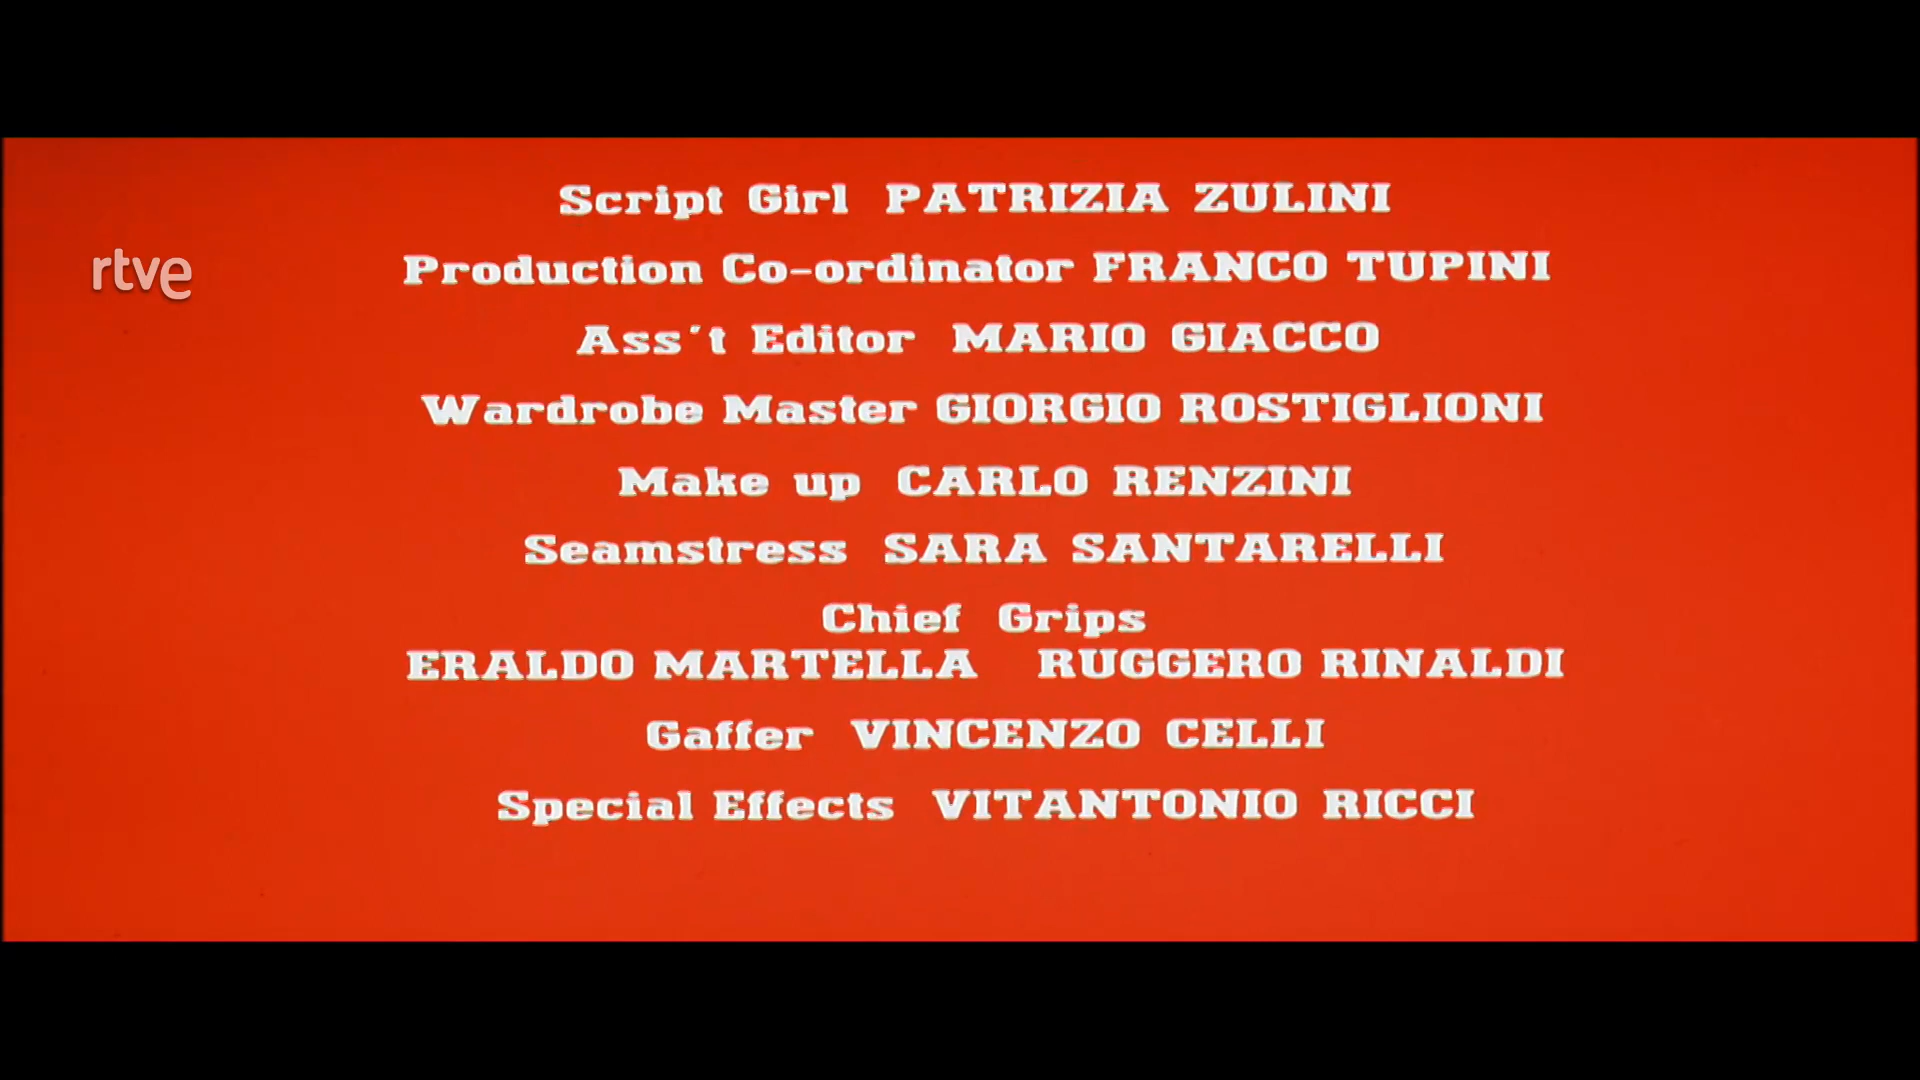 Script Girl PATRIZIA ZULINI
rtve
Production Co-ordinator FRANCO TUPINI
Ass´t Editor MARIO GIACCO
Wardrobe Master GIORGIO ROSTIGLIONI
Make up CARLO RENZINI
Seamstress SARA SANTARELLI
Chief Grips
ERALDO MARTELLA RUGGERO RINALDI
Gaffer VINCENZO CELLI
Special Effects VITANTONIO RICCI